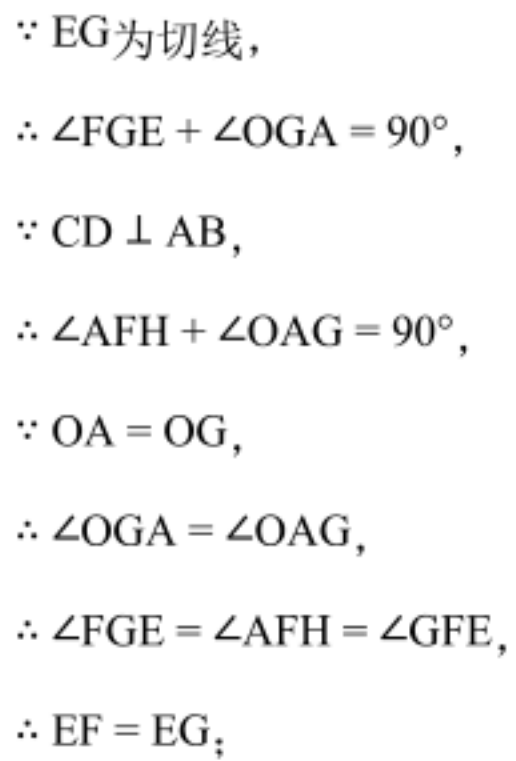 ∵ EG为切线,
∴ ∠FGE + ∠OGA = 90°,
∵ CD ⊥ AB,
∴ ∠AFH + ∠OAG = 90°,
∵ OA = OG,
∴ ∠OGA = ∠OAG,
∴ ∠FGE = ∠AFH = ∠GFE,
∴ EF = EG;